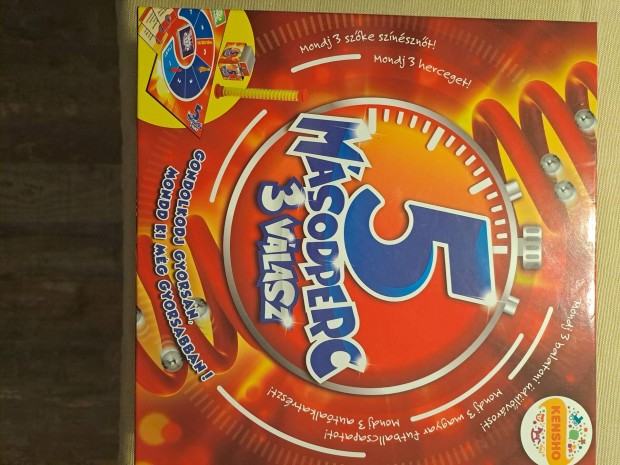 Mondj 3 szőke színésznőt!
Mondj 3 herceget!
5
MÁSODPERC
3 VÁLASZ
GONDOLKODJ GYORSAN,
MONDD KI MÉG GYORSABBAN!
Mondj 3 balatoni üdülővárost!
Mondj 3 magyar futballcsapatot!
Mondj 3 autóalkatrészt!
KENSHO